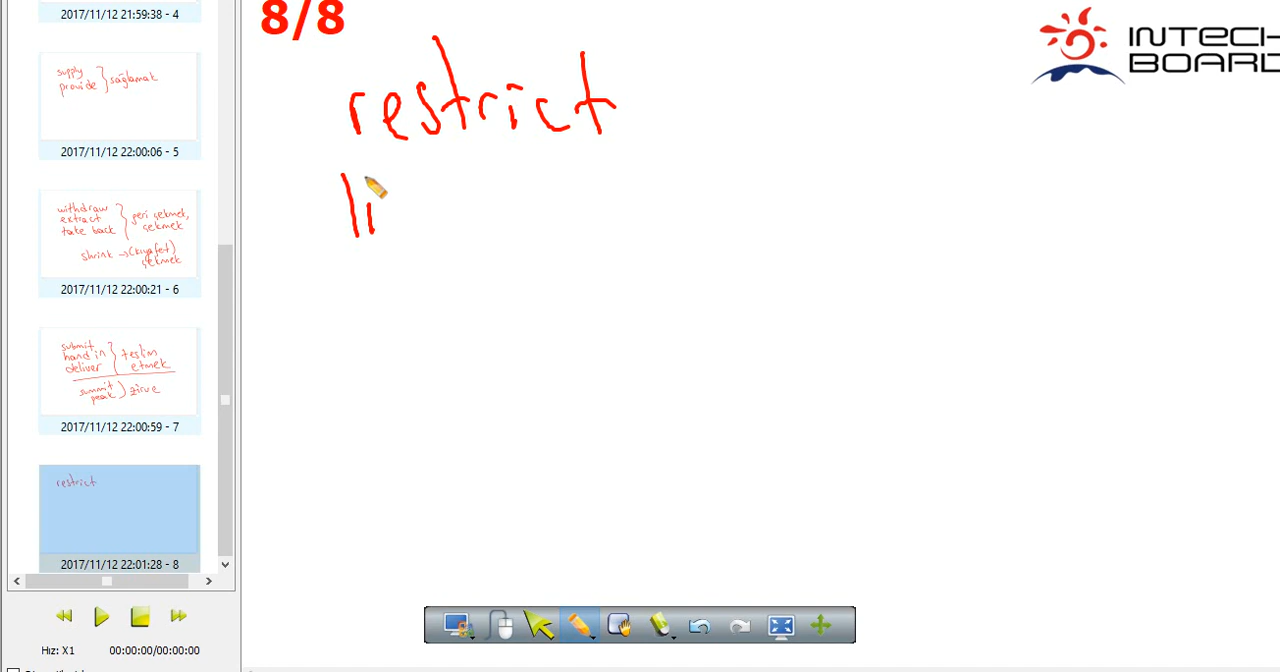 2017/11/12 21:59:38 - 4
supply
provide } sağlamak
2017/11/12 22:00:06 - 5
withdraw
extract
take back } geri çekmek,
çekmek
shrink → (kıyafet)
çekmek
2017/11/12 22:00:21 - 6
submit
hand in
deliver } teslim
etmek
summit
peak ) zirve
2017/11/12 22:00:59 - 7
restrict
2017/11/12 22:01:28 - 8
Hız: X1
00:00:00/00:00:00
8/8
restrict
li
INTECH
BOARD